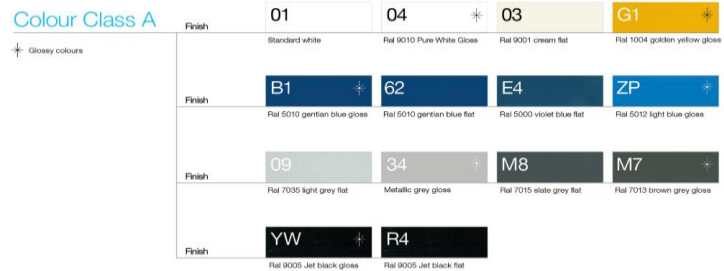 Colour Class A
Glossy colours
Finish
01
04
03
G1
Standard white
Ral 9010 Pure White Gloss
Ral 9001 cream flat
Ral 1004 golden yellow gloss
Finish
B1
62
E4
ZP
Ral 5010 gentian blue gloss
Ral 5010 gentian blue flat
Ral 5000 violet blue flat
Ral 5012 light blue gloss
Finish
09
34
M8
M7
Ral 7035 light grey flat
Metallic grey gloss
Ral 7015 slate grey flat
Ral 7013 brown grey gloss
Finish
YW
R4
Ral 9005 Jet black gloss
Ral 9005 Jet black flat